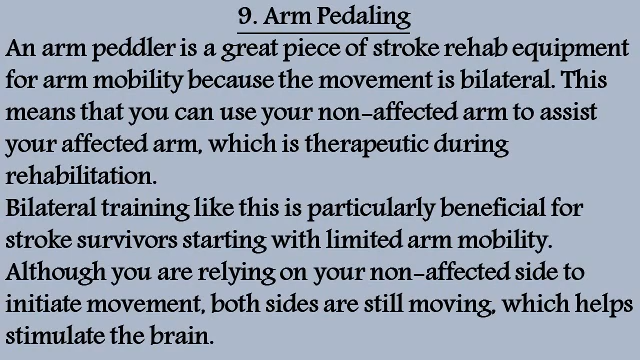 9. Arm Pedaling
An arm peddler is a great piece of stroke rehab equipment
for arm mobility because the movement is bilateral. This
means that you can use your non-affected arm to assist
your affected arm, which is therapeutic during
rehabilitation.
Bilateral training like this is particularly beneficial for
stroke survivors starting with limited arm mobility.
Although you are relying on your non-affected side to
initiate movement, both sides are still moving, which helps
stimulate the brain.